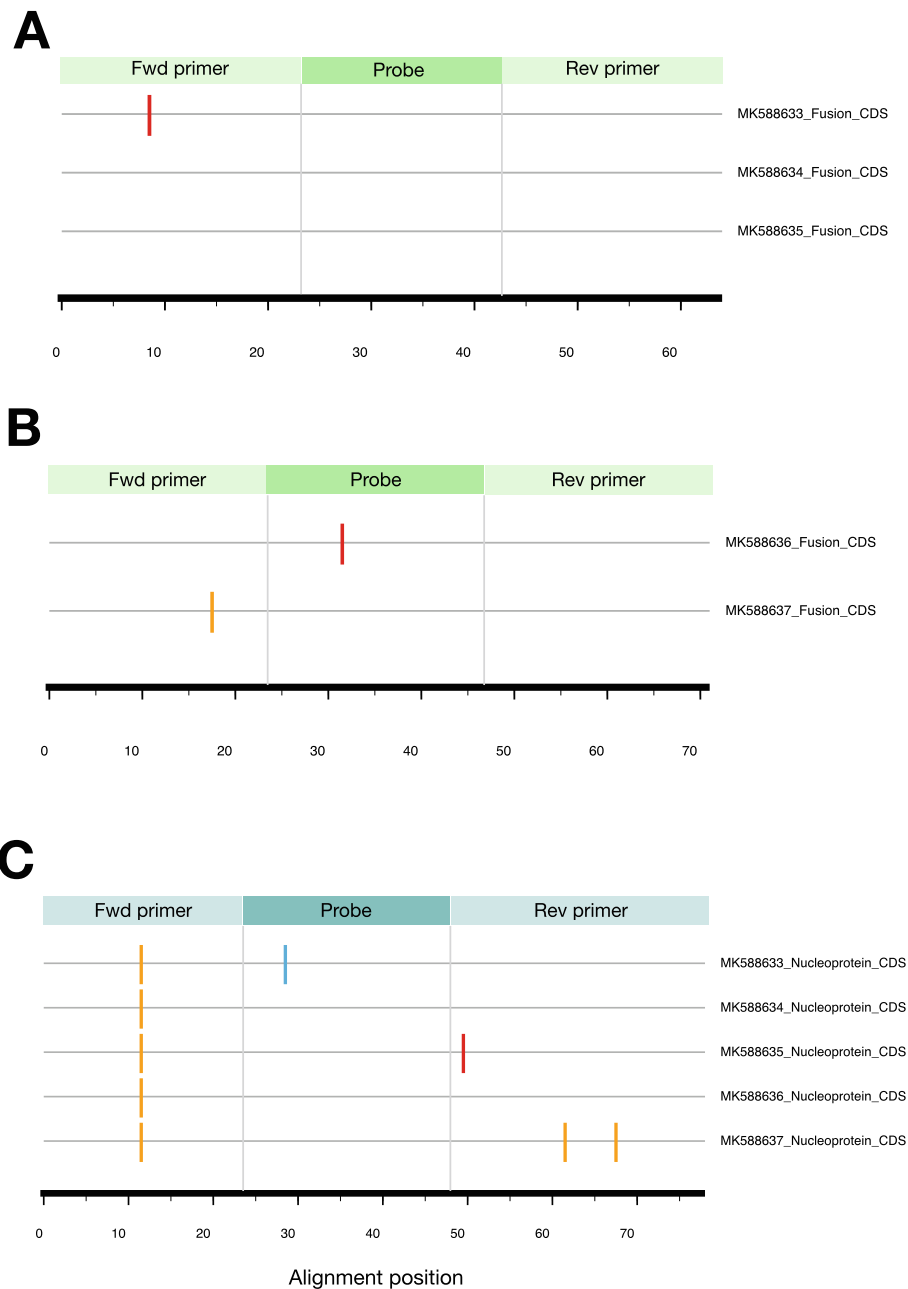 A
Fwd primer Probe Rev primer
MK588633_Fusion_CDS
MK588634_Fusion_CDS
MK588635_Fusion_CDS
0 10 20 30 40 50 60
B
Fwd primer Probe Rev primer
MK588636_Fusion_CDS
MK588637_Fusion_CDS
0 10 20 30 40 50 60 70
C
Fwd primer Probe Rev primer
MK588633_Nucleoprotein_CDS
MK588634_Nucleoprotein_CDS
MK588635_Nucleoprotein_CDS
MK588636_Nucleoprotein_CDS
MK588637_Nucleoprotein_CDS
0 10 20 30 40 50 60 70
Alignment position